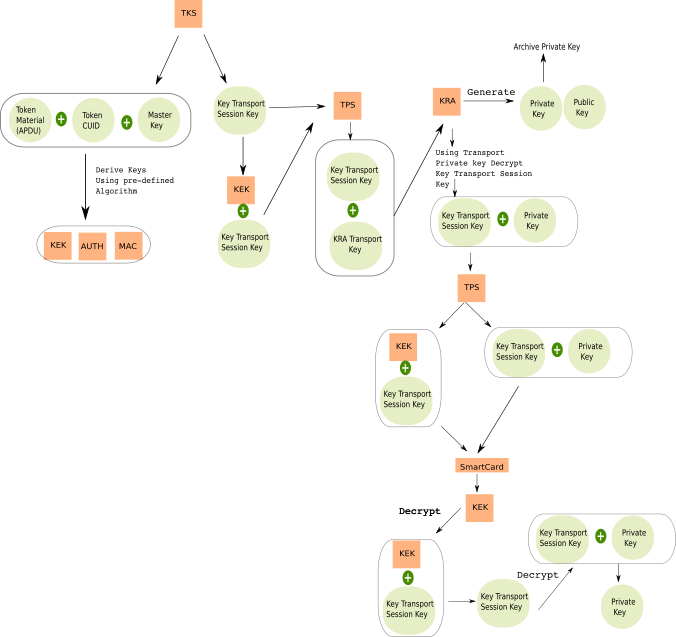 TKS
Token
Material
(APDU)
Token
CUID
Master
Key
Derive Keys
Using pre-defined
Algorithm
KEK
AUTH
MAC
Key Transport
Session Key
KEK
Key Transport
Session Key
TPS
Key Transport
Session Key
KRA Transport
Key
KRA
Generate
Archive Private Key
Private
Key
Public
Key
Using Transport
Private key Decrypt
Key Transport Session
Key
Key Transport
Session Key
Private
Key
TPS
KEK
Key Transport
Session Key
Key Transport
Session Key
Private
Key
SmartCard
KEK
Decrypt
KEK
Key Transport
Session Key
Key Transport
Session Key
Decrypt
Key Transport
Session Key
Private
Key
Private
Key